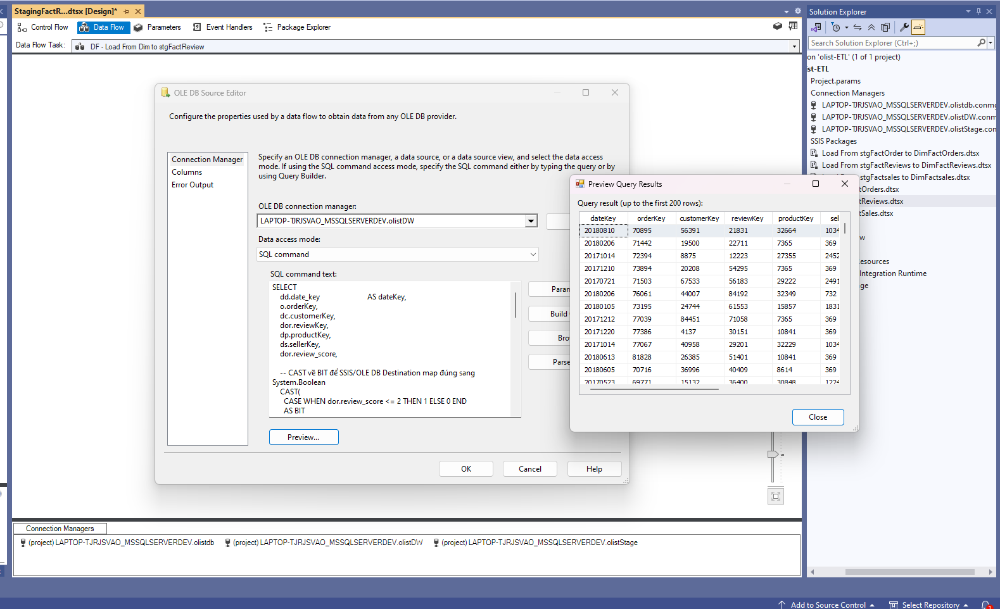 StagingFactR...dtsx [Design]*
Control Flow
Data Flow
Parameters
Event Handlers
Package Explorer
Data Flow Task:
DF - Load From Dim to stgFactReview
OLE DB Source Editor
Configure the properties used by a data flow to obtain data from any OLE DB provider.
Connection Manager
Columns
Error Output
Specify an OLE DB connection manager, a data source, or a data source view, and select the data access
mode. If using the SQL command access mode, specify the SQL command either by typing the query or by
using Query Builder.
OLE DB connection manager:
LAPTOP-TJRJSVAO_MSSQLSERVERDEV.olistDW
Data access mode:
SQL command
SQL command text:
SELECT
dd.date_key AS dateKey,
o.orderKey,
dc.customerKey,
dor.reviewKey,
dp.productKey,
ds.sellerKey,
dor.review_score,
-- CAST về BIT để SSIS/OLE DB Destination map đúng sang
System.Boolean
CAST(
CASE WHEN dor.review_score <= 2 THEN 1 ELSE 0 END
AS BIT
Paran
Build
Bro
Parse
Preview...
OK
Cancel
Help
Preview Query Results
Query result (up to the first 200 rows):
dateKey orderKey customerKey reviewKey productKey sel
20180810 70895 56391 21831 32664 1034
20180206 71442 19500 22711 7365 369
20171014 72394 8875 12223 27355 2452
20171210 73894 20208 54295 7365 369
20170721 71503 67533 56183 29222 2491
20180206 76061 44007 84192 32349 732
20180105 73195 24744 61553 15857 1831
20171212 77039 84451 71058 7365 369
20171220 77386 4137 30151 10841 369
20171014 77067 40958 29201 32229 1034
20180613 81828 26385 51401 10841 369
20180605 70716 36996 40409 8614 369
20170523 69771 15132 36400 30848 1224
Close
Solution Explorer
Search Solution Explorer (Ctrl+;)
on 'olist-ETL' (1 of 1 project)
ist-ETL
Project.params
Connection Managers
LAPTOP-TJRJSVAO_MSSQLSERVERDEV.olistdb.conmg
LAPTOP-TJRJSVAO_MSSQLSERVERDEV.olistDW.conm
LAPTOP-TJRJSVAO_MSSQLSERVERDEV.olistStage.con
SSIS Packages
Load From stgFactOrder to DimFactOrders.dtsx
Load From stgFactReviews to DimFactReviews.dtsx
stgFactsales to DimFactsales.dtsx
tOrders.dtsx
tReviews.dtsx
tSales.dtsx
w
esources
Integration Runtime
ge
Connection Managers
(project) LAPTOP-TJRJSVAO_MSSQLSERVERDEV.olistdb
(project) LAPTOP-TJRJSVAO_MSSQLSERVERDEV.olistDW
(project) LAPTOP-TJRJSVAO_MSSQLSERVERDEV.olistStage
Add to Source Control
Select Repository
1